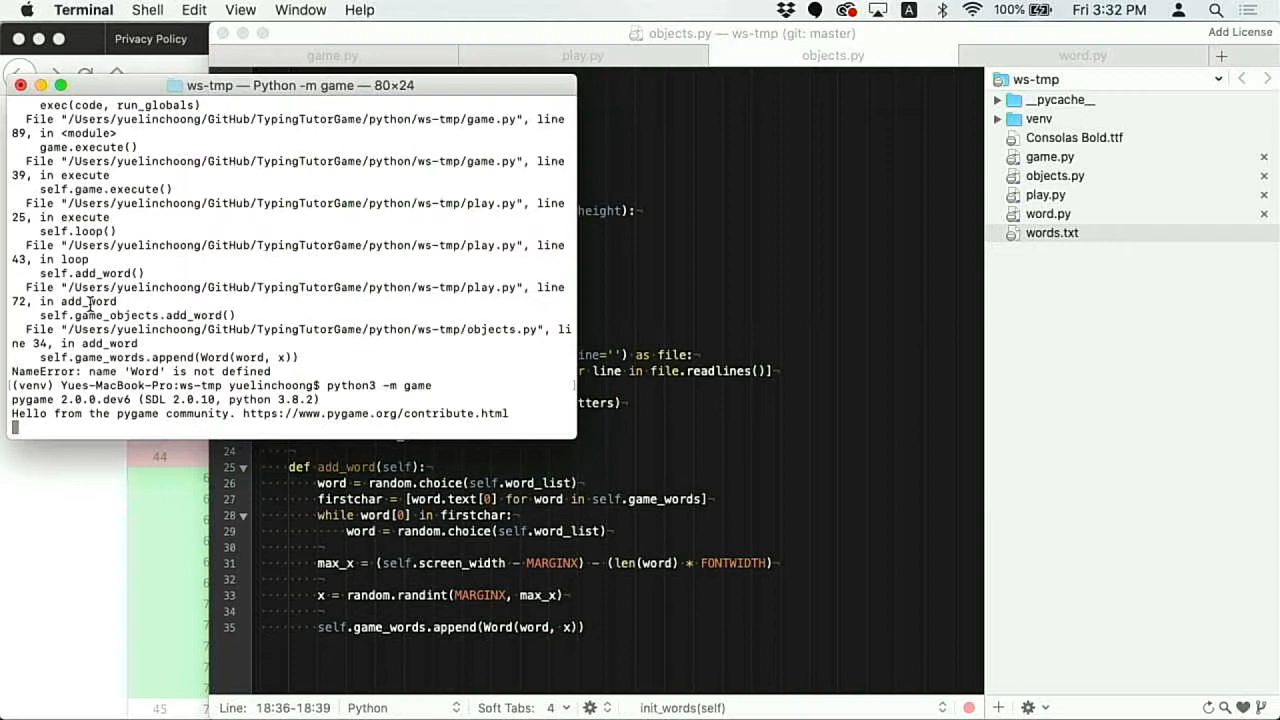 Terminal Shell Edit View Window Help 100% Fri 3:32 PM
Privacy Policy
objects.py — ws-tmp (git: master)
Add License
game.py play.py objects.py word.py
ws-tmp — Python -m game — 80×24
exec(code, run_globals)
File "/Users/yuelinchoong/GitHub/TypingTutorGame/python/ws-tmp/game.py", line
89, in <module>
game.execute()
File "/Users/yuelinchoong/GitHub/TypingTutorGame/python/ws-tmp/game.py", line
39, in execute
self.game.execute()
File "/Users/yuelinchoong/GitHub/TypingTutorGame/python/ws-tmp/play.py", line
25, in execute
self.loop()
File "/Users/yuelinchoong/GitHub/TypingTutorGame/python/ws-tmp/play.py", line
43, in loop
self.add_word()
File "/Users/yuelinchoong/GitHub/TypingTutorGame/python/ws-tmp/play.py", line
72, in add_word
self.game_objects.add_word()
File "/Users/yuelinchoong/GitHub/TypingTutorGame/python/ws-tmp/objects.py", li
ne 34, in add_word
self.game_words.append(Word(word, x))
NameError: name 'Word' is not defined
(venv) Yues-MacBook-Pro:ws-tmp yuelinchoong$ python3 -m game
pygame 2.0.0.dev6 (SDL 2.0.10, python 3.8.2)
Hello from the pygame community. https://www.pygame.org/contribute.html
height):
ine='') as file:
r line in file.readlines()]
tters)
44
24
25 def add_word(self):
26 word = random.choice(self.word_list)
27 firstchar = [word.text[0] for word in self.game_words]
28 while word[0] in firstchar:
29 word = random.choice(self.word_list)
30
31 max_x = (self.screen_width - MARGINX) - (len(word) * FONTWIDTH)
32
33 x = random.randint(MARGINX, max_x)
34
35 self.game_words.append(Word(word, x))
45
Line: 18:36-18:39 Python Soft Tabs: 4 init_words(self)
ws-tmp
__pycache__
venv
Consolas Bold.ttf
game.py
objects.py
play.py
word.py
words.txt